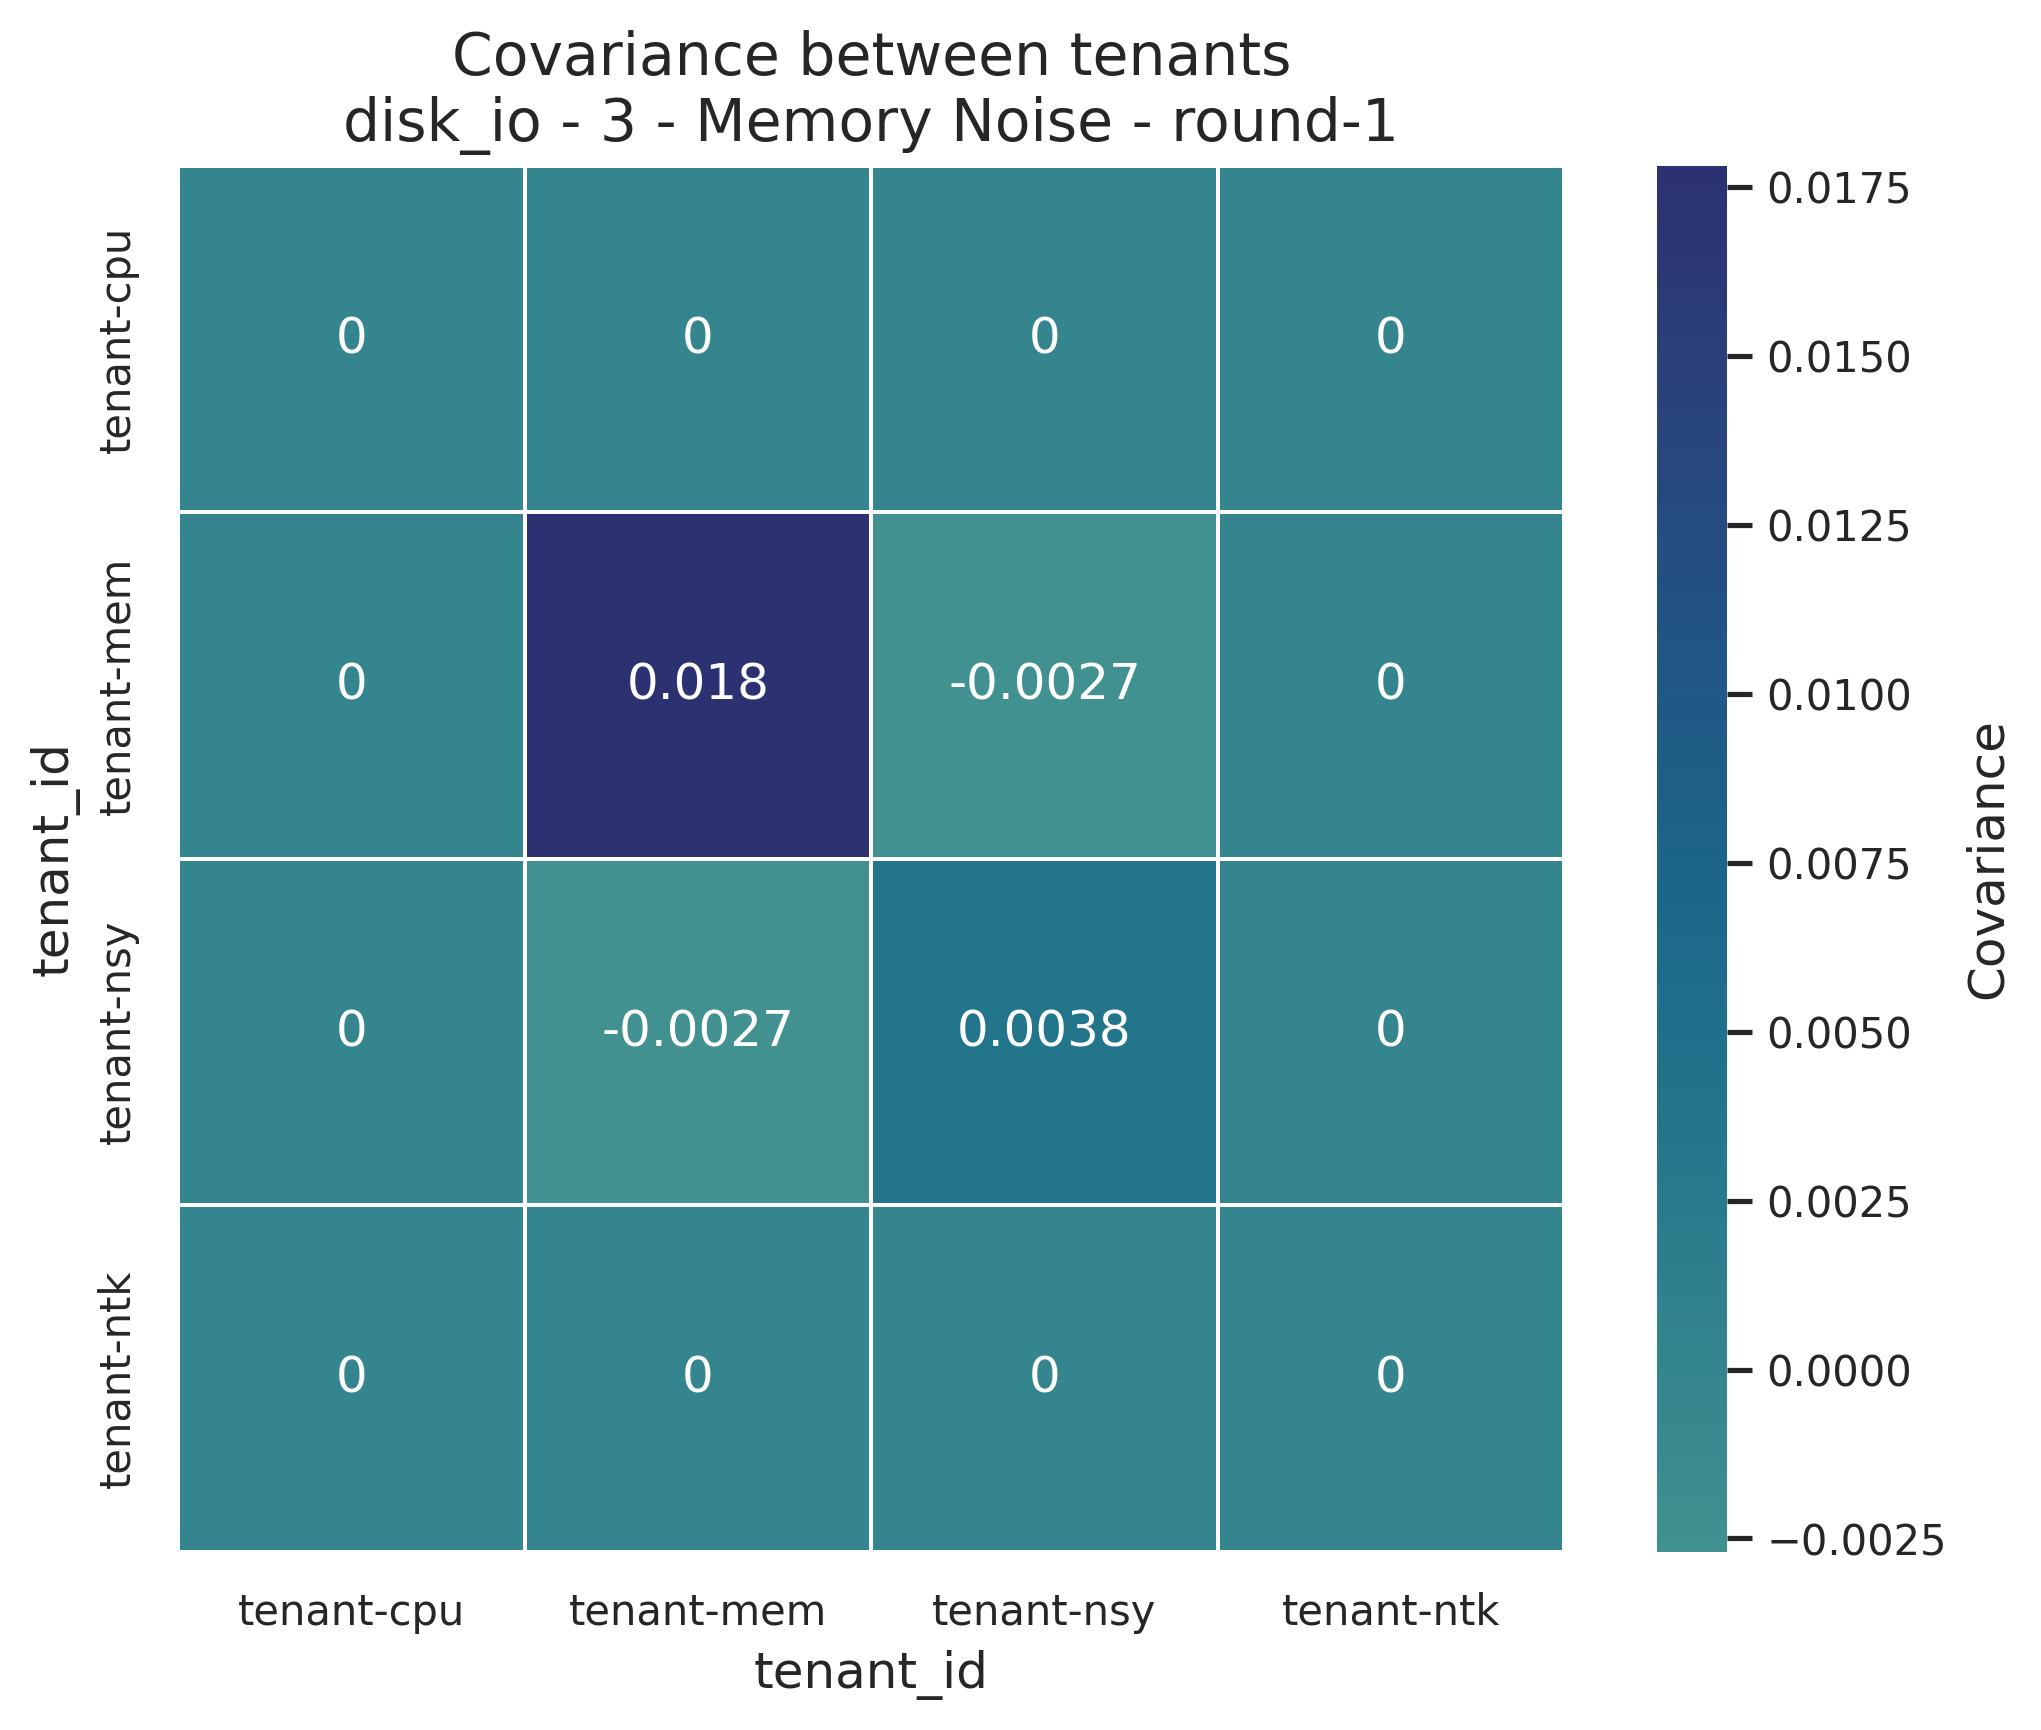 Covariance between tenants
disk_io - 3 - Memory Noise - round-1
tenant_id
tenant-cpu
0 0 0 0
tenant-mem
0 0.018 -0.0027 0
tenant-nsy
0 -0.0027 0.0038 0
tenant-ntk
0 0 0 0
tenant-cpu tenant-mem tenant-nsy tenant-ntk
tenant_id
0.0175
0.0150
0.0125
0.0100
0.0075
0.0050
0.0025
0.0000
−0.0025
Covariance